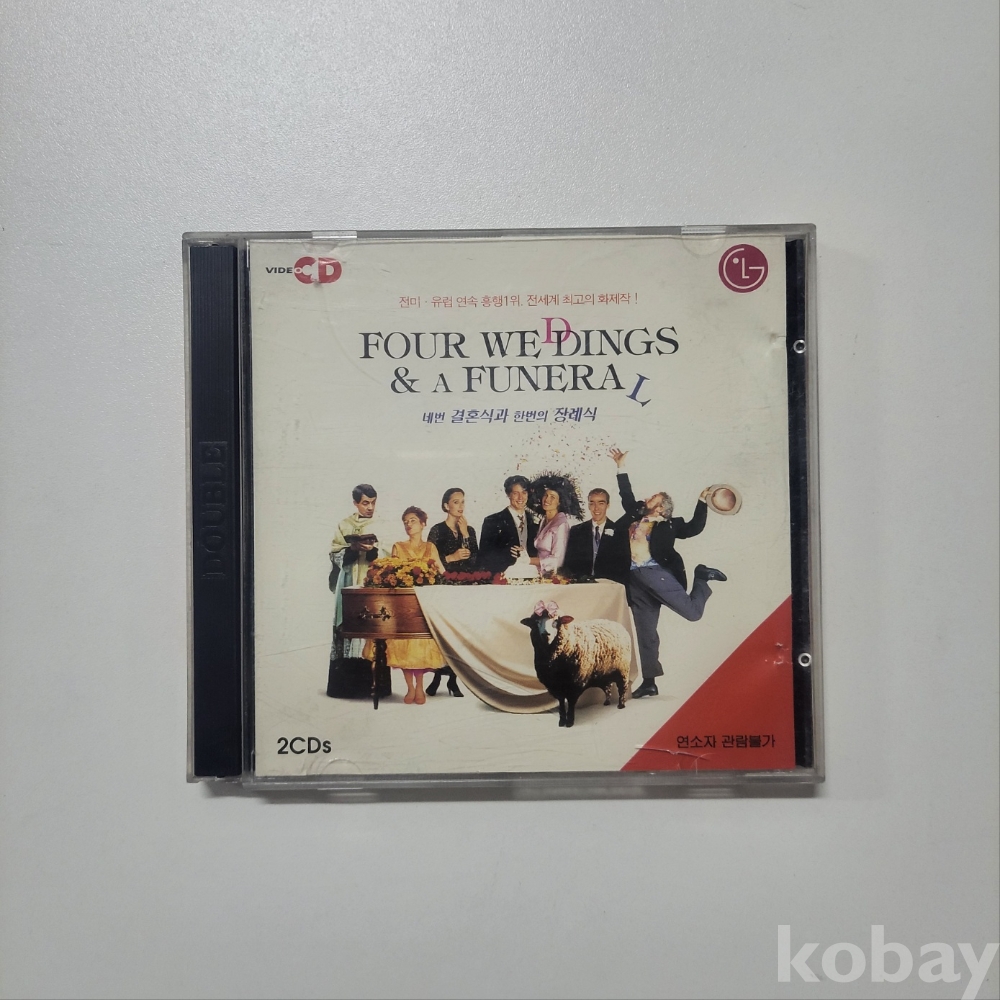 VIDEO CD
전미·유럽 연속 흥행1위. 전세계 최고의 화제작!
FOUR WEDDINGS
& A FUNERAL
네번 결혼식과 한번의 장례식
DOUBLE
2CDs
연소자 관람불가
kobay